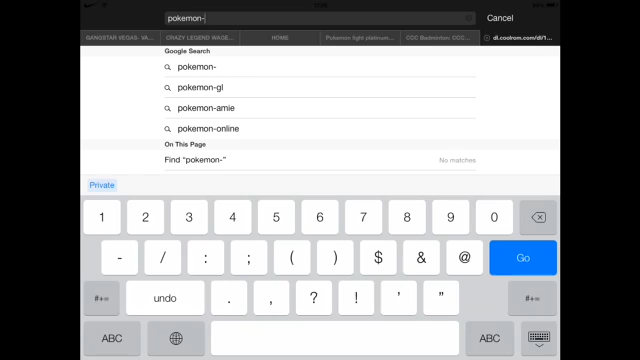 pokemon-
Cancel
GANGSTAR VEGAS- VA...
CRAZY LEGEND WAGE...
HOME
Pokemon light platinum...
CCC Badminton: CCC...
dl.coolrom.com/dl/1...
Google Search
pokemon-
pokemon-gl
pokemon-amie
pokemon-online
On This Page
Find “pokemon-”
No matches
Private
1 2 3 4 5 6 7 8 9 0
- / : ; ( ) $ & @ Go
#+= undo . , ? ! ' " #+=
ABC ABC